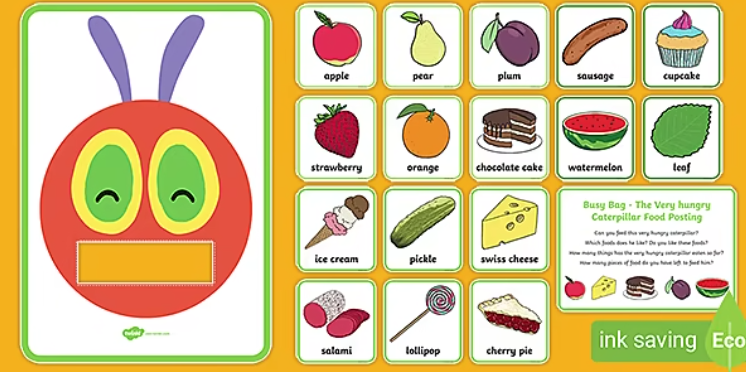 apple
pear
plum
sausage
cupcake
strawberry
orange
chocolate cake
watermelon
leaf
ice cream
pickle
swiss cheese
Busy Bag - The Very hungry
Caterpillar Food Posting
Can you feed this very hungry caterpillar?
Which foods does he like? Do you like these foods?
How many things has the very hungry caterpillar eaten so far?
How many pieces of food do you have left to feed him?
salami
lollipop
cherry pie
ink saving
Eco